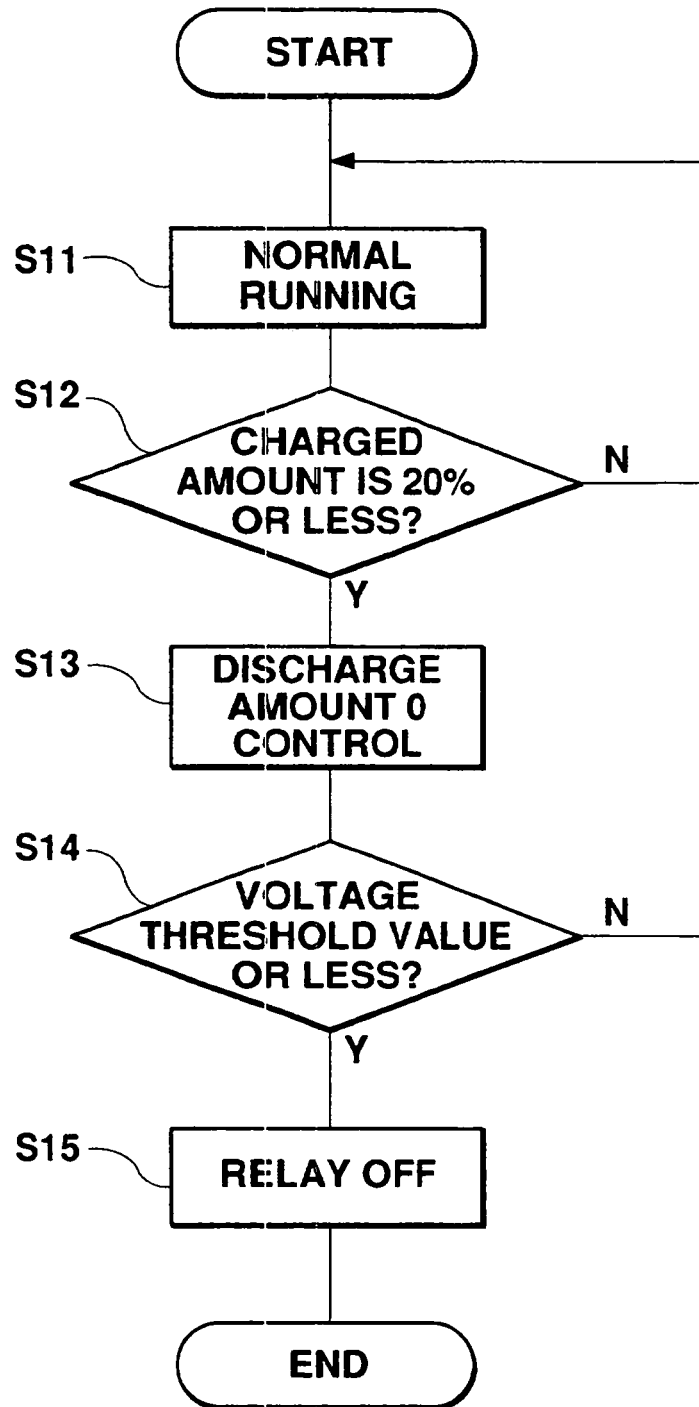 START
S11
NORMAL
RUNNING
S12
CHARGED
AMOUNT IS 20%
OR LESS?
N
Y
S13
DISCHARGE
AMOUNT 0
CONTROL
S14
VOLTAGE
THRESHOLD VALUE
OR LESS?
N
Y
S15
RELAY OFF
END